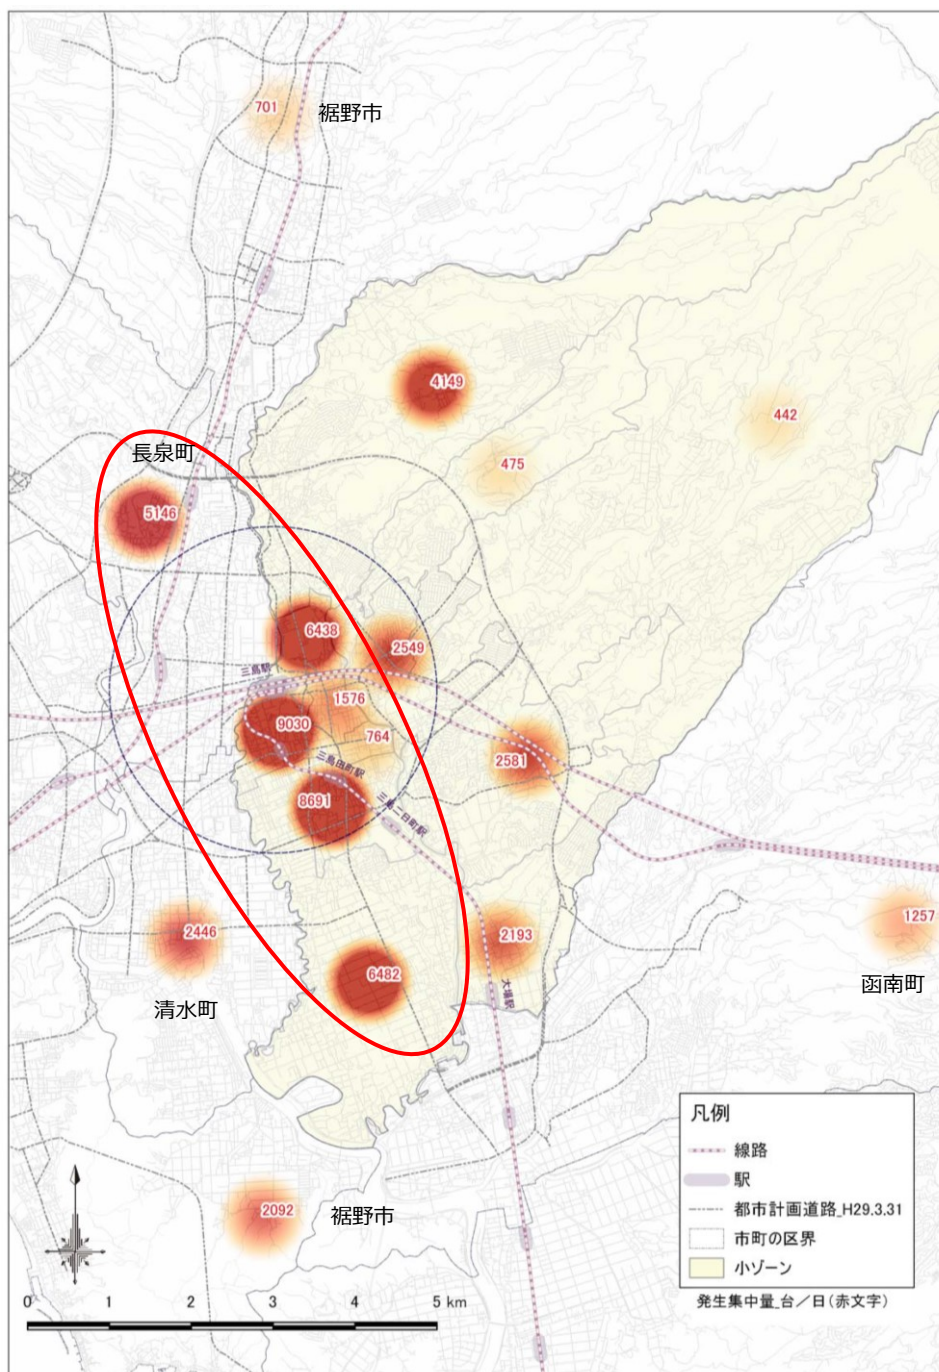 701
裾野市
4149
442
長泉町
475
5146
6438
2549
三島駅
1576
9030
764
2581
三島田町駅
8691
三島二日町駅
1257
2446
2193
函南町
6482
大場駅
清水町
凡例
線路
駅
都市計画道路_H29.3.31
市町の区界
小ゾーン
発生集中量_台／日(赤文字)
2092
裾野市
0 1 2 3 4 5 km